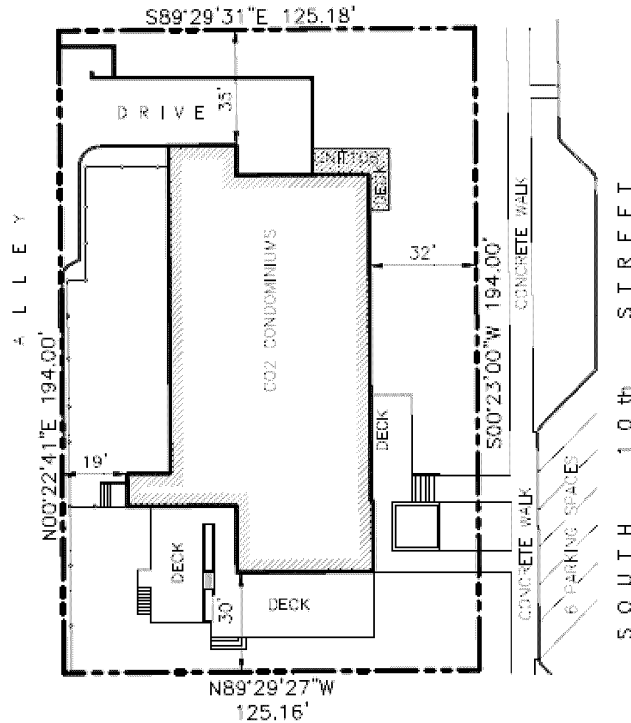 S89°29'31"E 125.18'
DRIVE
35'
DECK
ALLEY
CONCRETE WALK
STREET
32'
CO2 CONDOMINIUMS
S00°23'00"W 194.00'
N00°22'41"E 194.00'
19'
DECK
10th
DECK
CONCRETE WALK
6 PARKING SPACES
SOUTH
30'
DECK
N89°29'27"W
125.16'